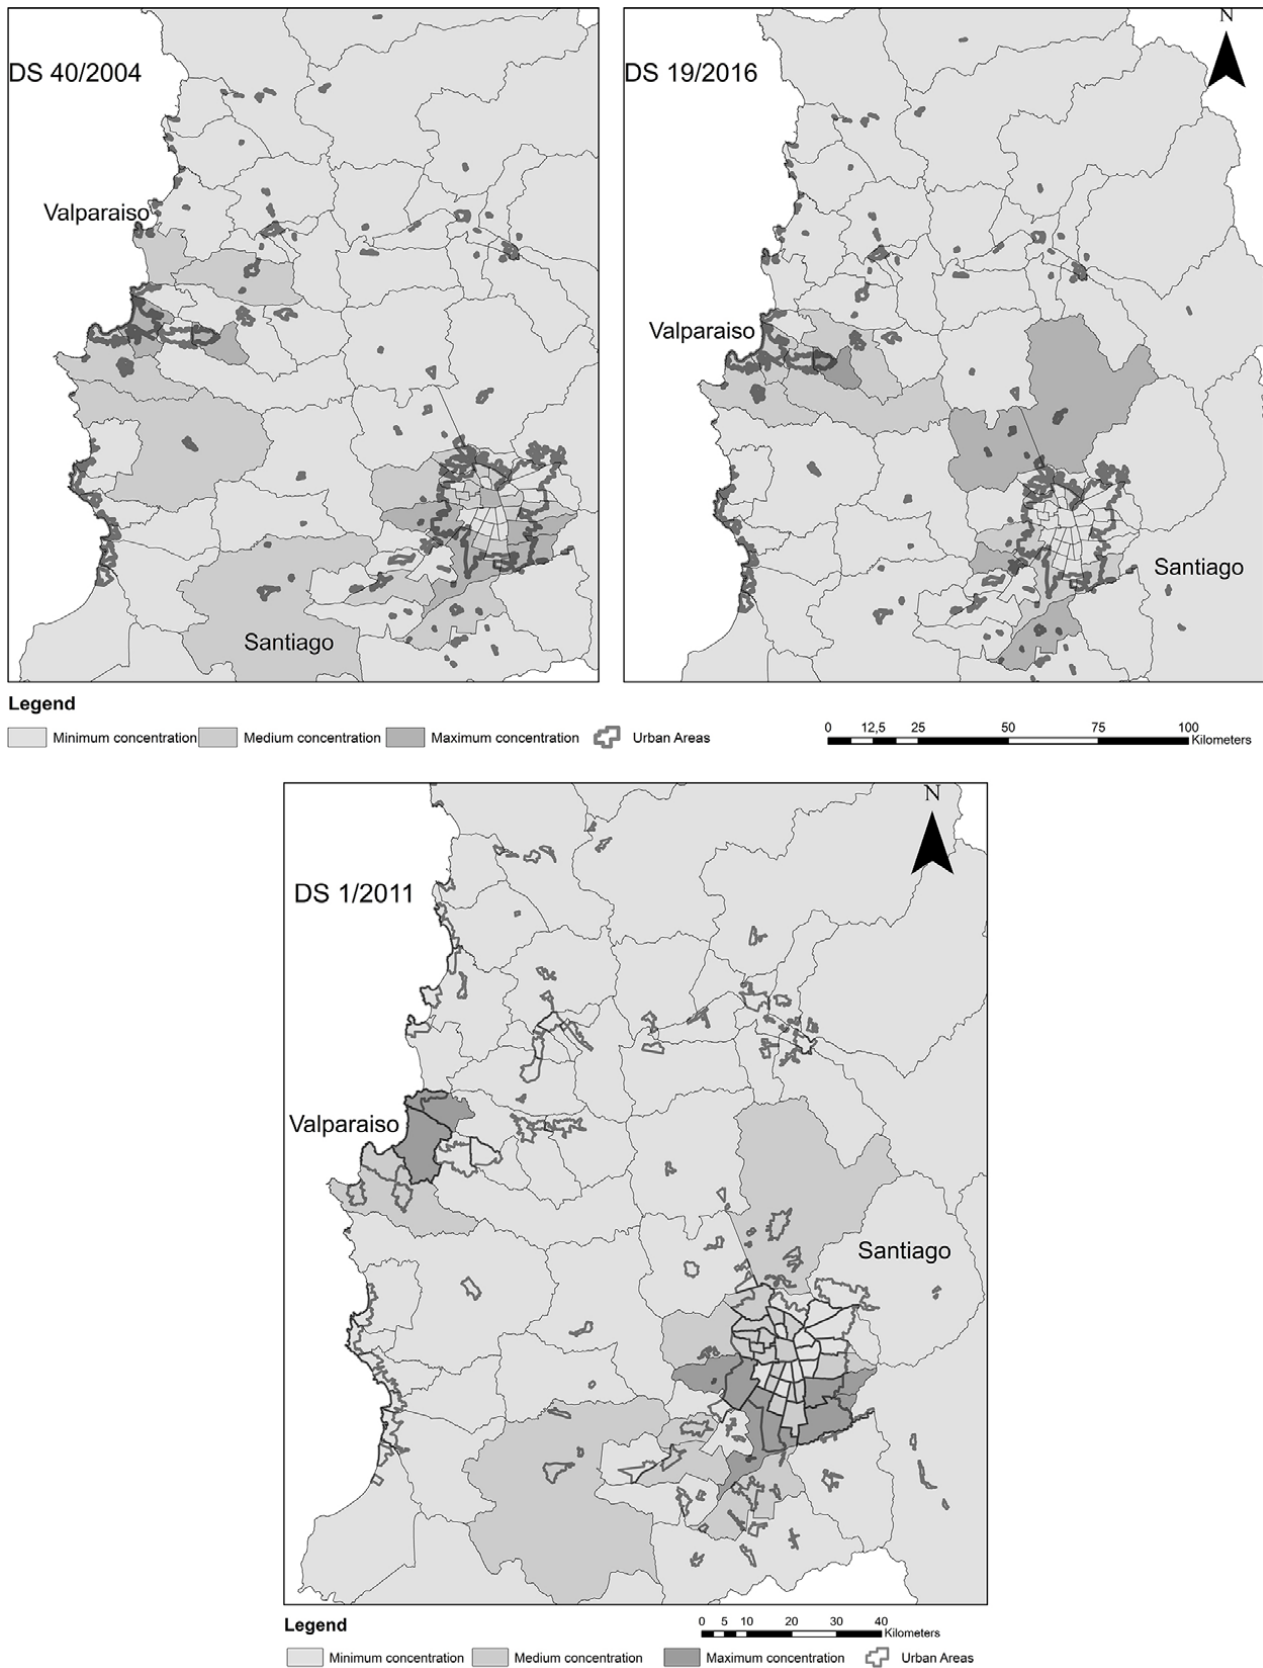 DS 40/2004
Valparaiso
Santiago
DS 19/2016
N
Valparaiso
Santiago
Legend
Minimum concentration
Medium concentration
Maximum concentration
Urban Areas
0 12,5 25 50 75 100
Kilometers
DS 1/2011
N
Valparaiso
Santiago
Legend
Minimum concentration
Medium concentration
Maximum concentration
Urban Areas
0 5 10 20 30 40
Kilometers